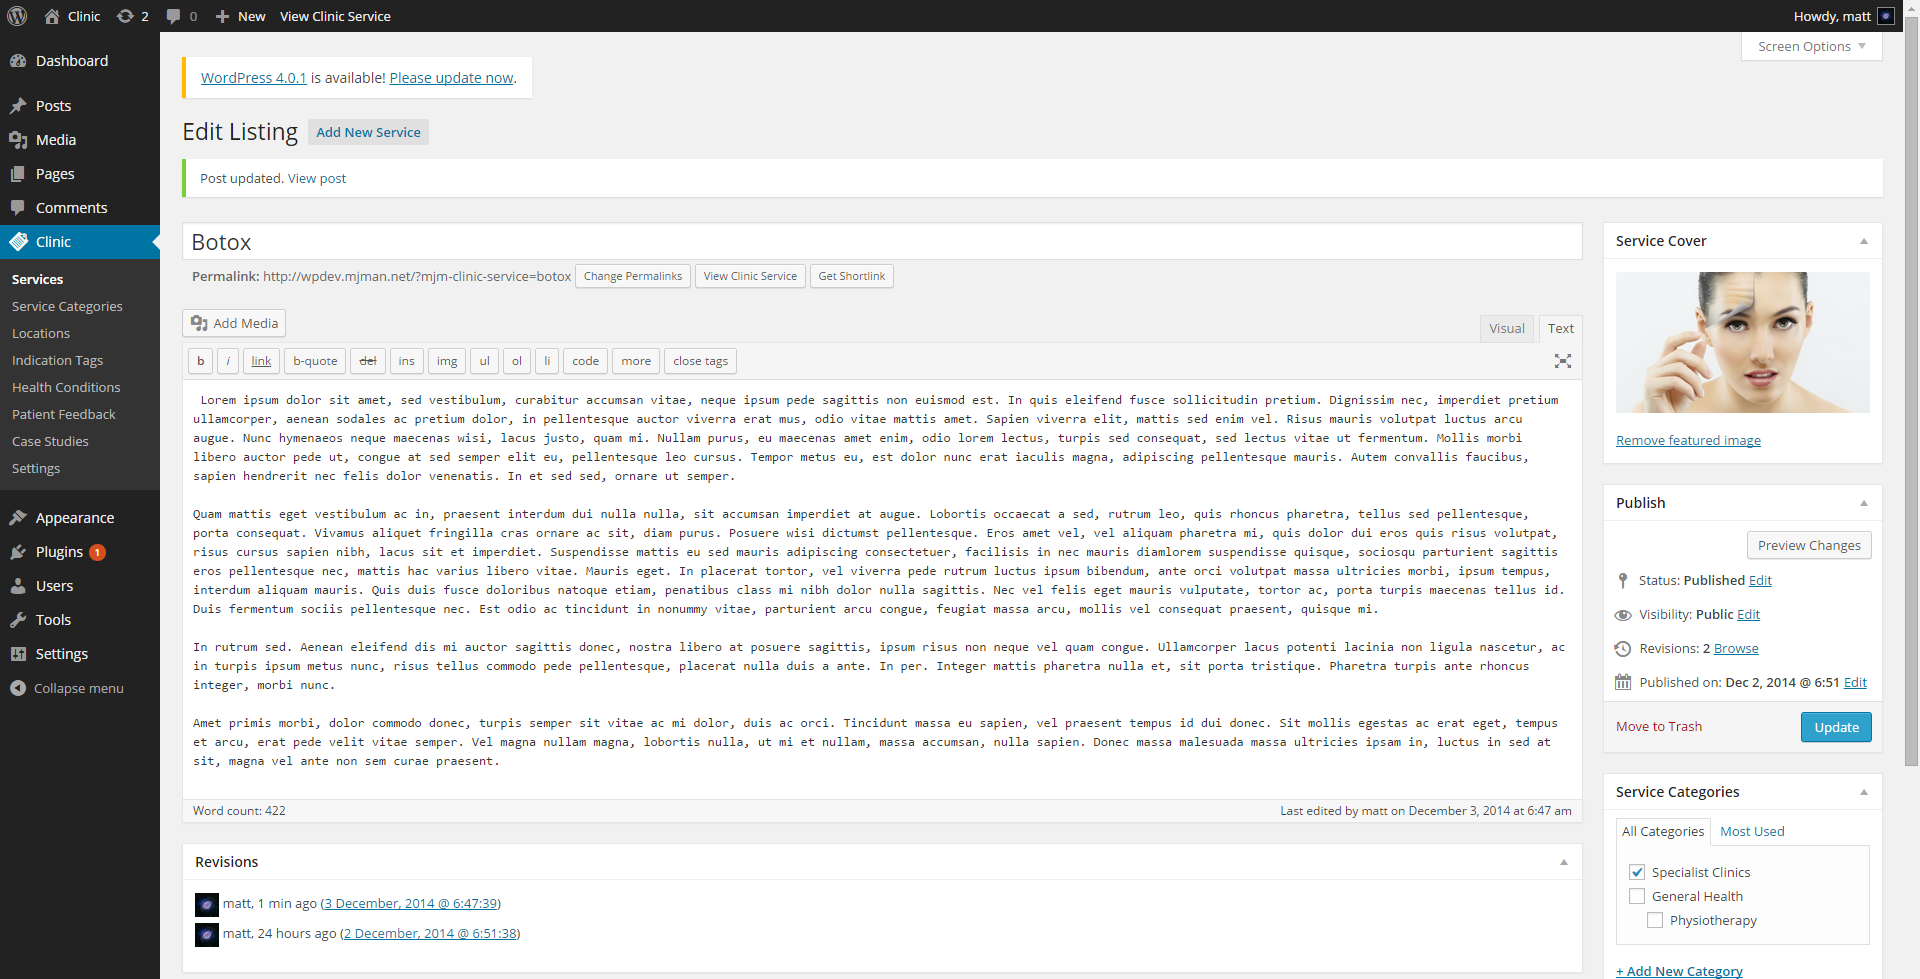 Clinic 2 0 New View Clinic Service Howdy, matt
Screen Options
Dashboard
Posts
Media
Pages
Comments
Clinic
Services
Service Categories
Locations
Indication Tags
Health Conditions
Patient Feedback
Case Studies
Settings
Appearance
Plugins 1
Users
Tools
Settings
Collapse menu
WordPress 4.0.1 is available! Please update now.
Edit Listing Add New Service
Post updated. View post
Botox
Permalink: http://wpdev.mjman.net/?mjm-clinic-service=botox Change Permalinks View Clinic Service Get Shortlink
Add Media Visual Text
b i link b-quote del ins img ul ol li code more close tags
Lorem ipsum dolor sit amet, sed vestibulum, curabitur accumsan vitae, neque ipsum pede sagittis non euismod est. In quis eleifend fusce sollicitudin pretium. Dignissim nec, imperdiet pretium
ullamcorper, aenean sodales ac pretium dolor, in pellentesque auctor viverra erat mus, odio vitae mattis amet. Sapien viverra elit, mattis sed enim vel. Risus mauris volutpat luctus arcu
augue. Nunc hymenaeos neque maecenas wisi, lacus justo, quam mi. Nullam purus, eu maecenas amet enim, odio lorem lectus, turpis sed consequat, sed lectus vitae ut fermentum. Mollis morbi
libero auctor pede ut, congue at sed semper elit eu, pellentesque leo cursus. Tempor metus eu, est dolor nunc erat iaculis magna, adipiscing pellentesque mauris. Autem convallis faucibus,
sapien hendrerit nec felis dolor venenatis. In et sed sed, ornare ut semper.
Quam mattis eget vestibulum ac in, praesent interdum dui nulla nulla, sit accumsan imperdiet at augue. Lobortis occaecat a sed, rutrum leo, quis rhoncus pharetra, tellus sed pellentesque,
porta consequat. Vivamus aliquet fringilla cras ornare ac sit, diam purus. Posuere wisi dictumst pellentesque. Eros amet vel, vel aliquam pharetra mi, quis dolor dui eros quis risus volutpat,
risus cursus sapien nibh, lacus sit et imperdiet. Suspendisse mattis eu sed mauris adipiscing consectetuer, facilisis in nec mauris diamlorem suspendisse quisque, sociosqu parturient sagittis
eros pellentesque nec, mattis hac varius libero vitae. Mauris eget. In placerat tortor, vel viverra pede rutrum luctus ipsum bibendum, ante orci volutpat massa ultricies morbi, ipsum tempus,
interdum aliquam mauris. Quis duis fusce doloribus natoque etiam, penatibus class mi nibh dolor nulla sagittis. Nec vel felis eget mauris vulputate, tortor ac, porta turpis maecenas tellus id.
Duis fermentum sociis pellentesque nec. Est odio ac tincidunt in nonummy vitae, parturient arcu congue, feugiat massa arcu, mollis vel consequat praesent, quisque mi.
In rutrum sed. Aenean eleifend dis mi auctor sagittis donec, nostra libero at posuere sagittis, ipsum risus non neque vel quam congue. Ullamcorper lacus potenti lacinia non ligula nascetur, ac
in turpis ipsum metus nunc, risus tellus commodo pede pellentesque, placerat nulla duis a ante. In per. Integer mattis pharetra nulla et, sit porta tristique. Pharetra turpis ante rhoncus
integer, morbi nunc.
Amet primis morbi, dolor commodo donec, turpis semper sit vitae ac mi dolor, duis ac orci. Tincidunt massa eu sapien, vel praesent tempus id dui donec. Sit mollis egestas ac erat eget, tempus
et arcu, erat pede velit vitae semper. Vel magna nullam magna, lobortis nulla, ut mi et nullam, massa accumsan, nulla sapien. Donec massa malesuada massa ultricies ipsam in, luctus in sed at
sit, magna vel ante non sem curae praesent.
Word count: 422 Last edited by matt on December 3, 2014 at 6:47 am
Revisions
matt, 1 min ago (3 December, 2014 @ 6:47:39)
matt, 24 hours ago (2 December, 2014 @ 6:51:38)
Service Cover
Remove featured image
Publish
Preview Changes
Status: Published Edit
Visibility: Public Edit
Revisions: 2 Browse
Published on: Dec 2, 2014 @ 6:51 Edit
Move to Trash Update
Service Categories
All Categories Most Used
Specialist Clinics
General Health
Physiotherapy
+ Add New Category